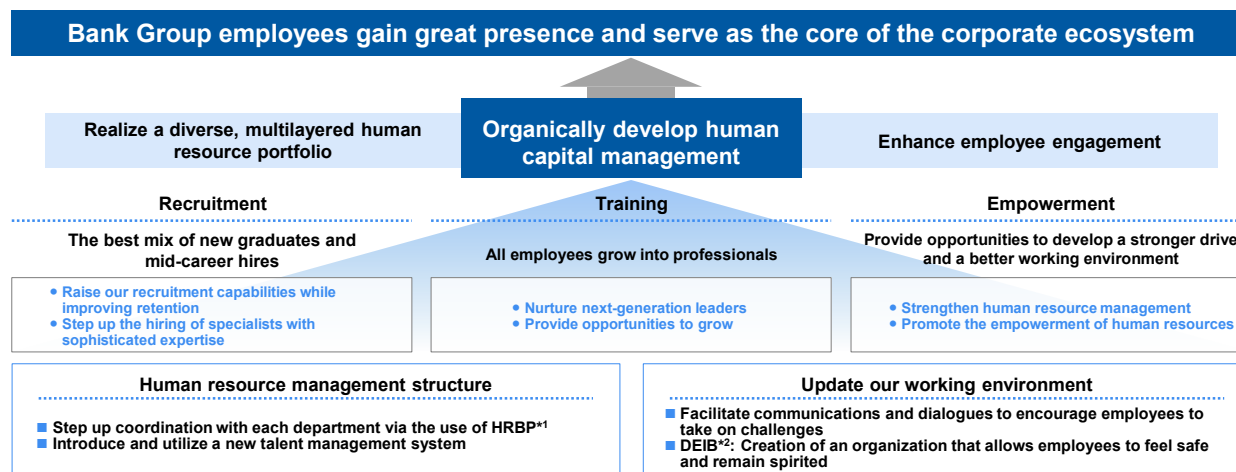 Bank Group employees gain great presence and serve as the core of the corporate ecosystem
Realize a diverse, multilayered human
resource portfolio
Organically develop human
capital management
Enhance employee engagement
Recruitment
The best mix of new graduates and
mid-career hires
• Raise our recruitment capabilities while
improving retention
• Step up the hiring of specialists with
sophisticated expertise
Training
All employees grow into professionals
• Nurture next-generation leaders
• Provide opportunities to grow
Empowerment
Provide opportunities to develop a stronger drive
and a better working environment
• Strengthen human resource management
• Promote the empowerment of human resources
Human resource management structure
■ Step up coordination with each department via the use of HRBP*1
■ Introduce and utilize a new talent management system
Update our working environment
■ Facilitate communications and dialogues to encourage employees to
take on challenges
■ DEIB*2: Creation of an organization that allows employees to feel safe
and remain spirited